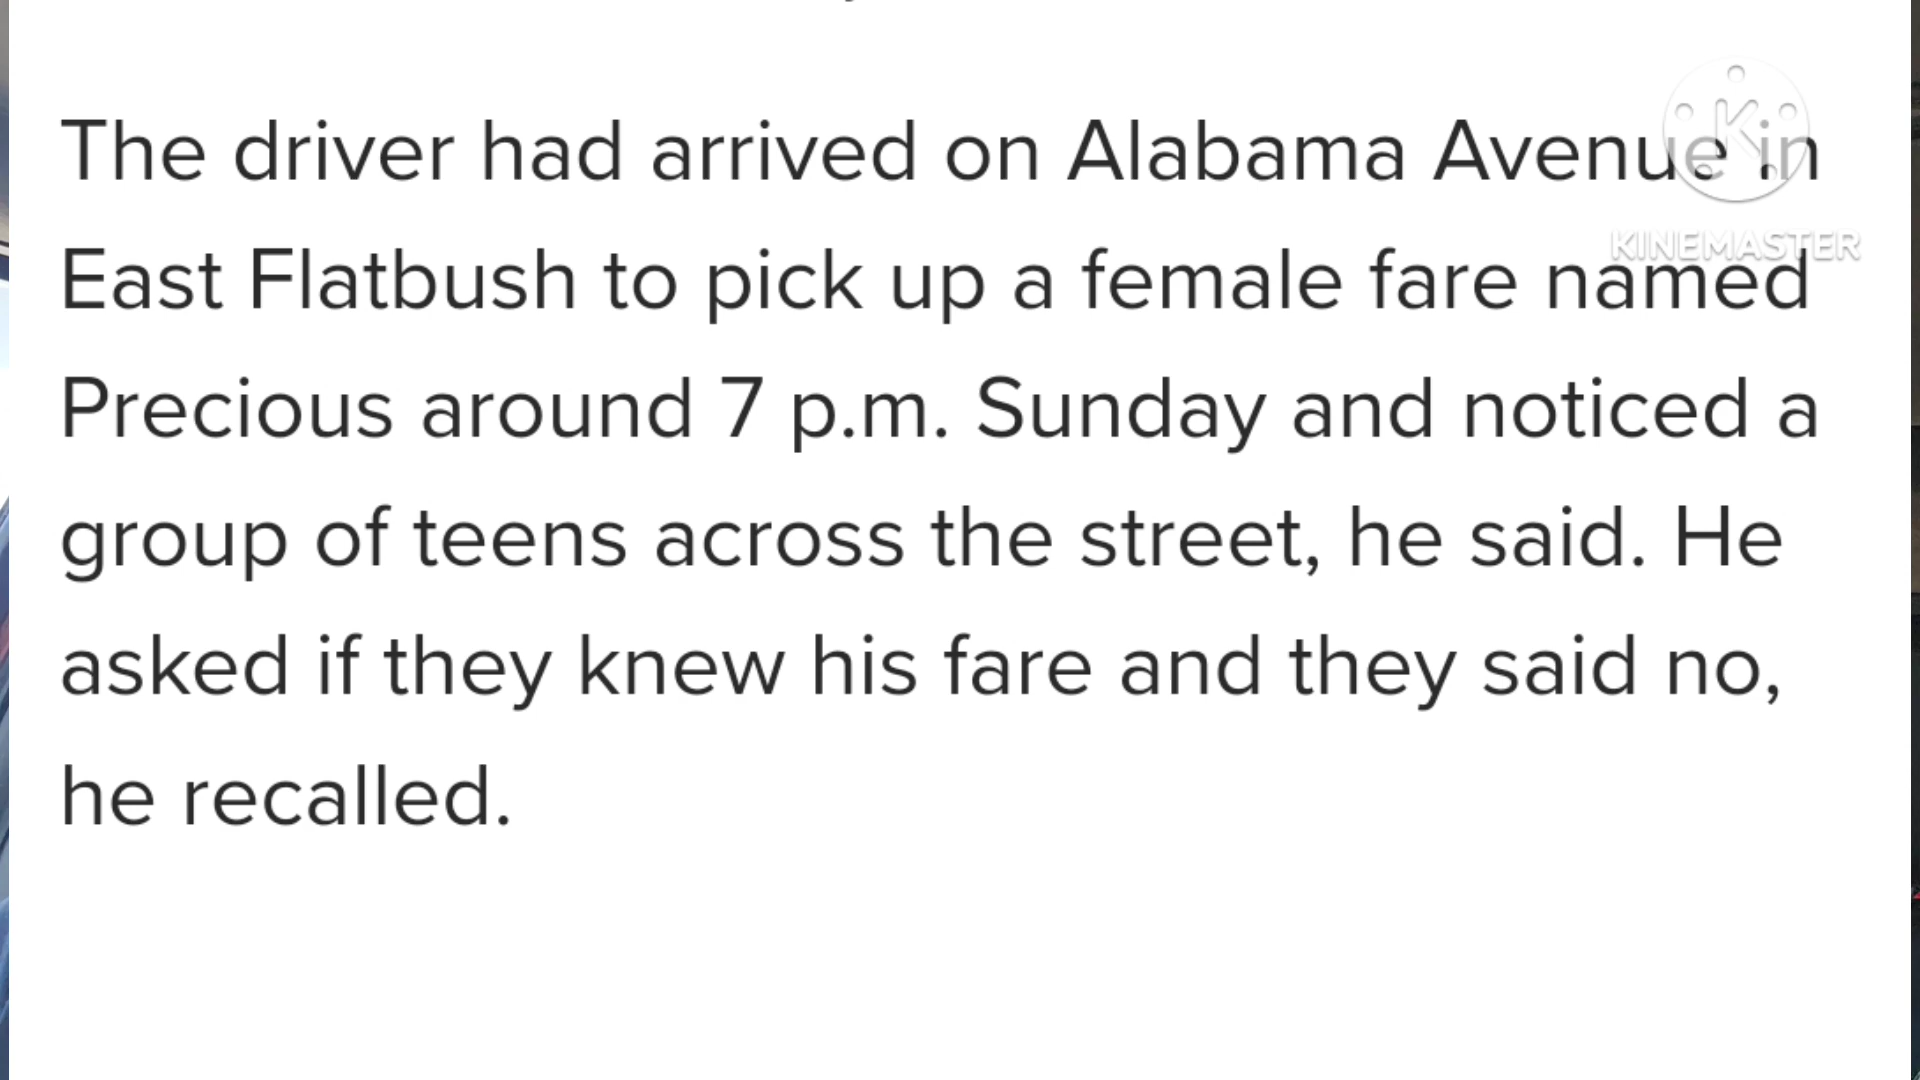 The driver had arrived on Alabama Avenue in
East Flatbush to pick up a female fare named
Precious around 7 p.m. Sunday and noticed a
group of teens across the street, he said. He
asked if they knew his fare and they said no,
he recalled.
K
KINEMASTER